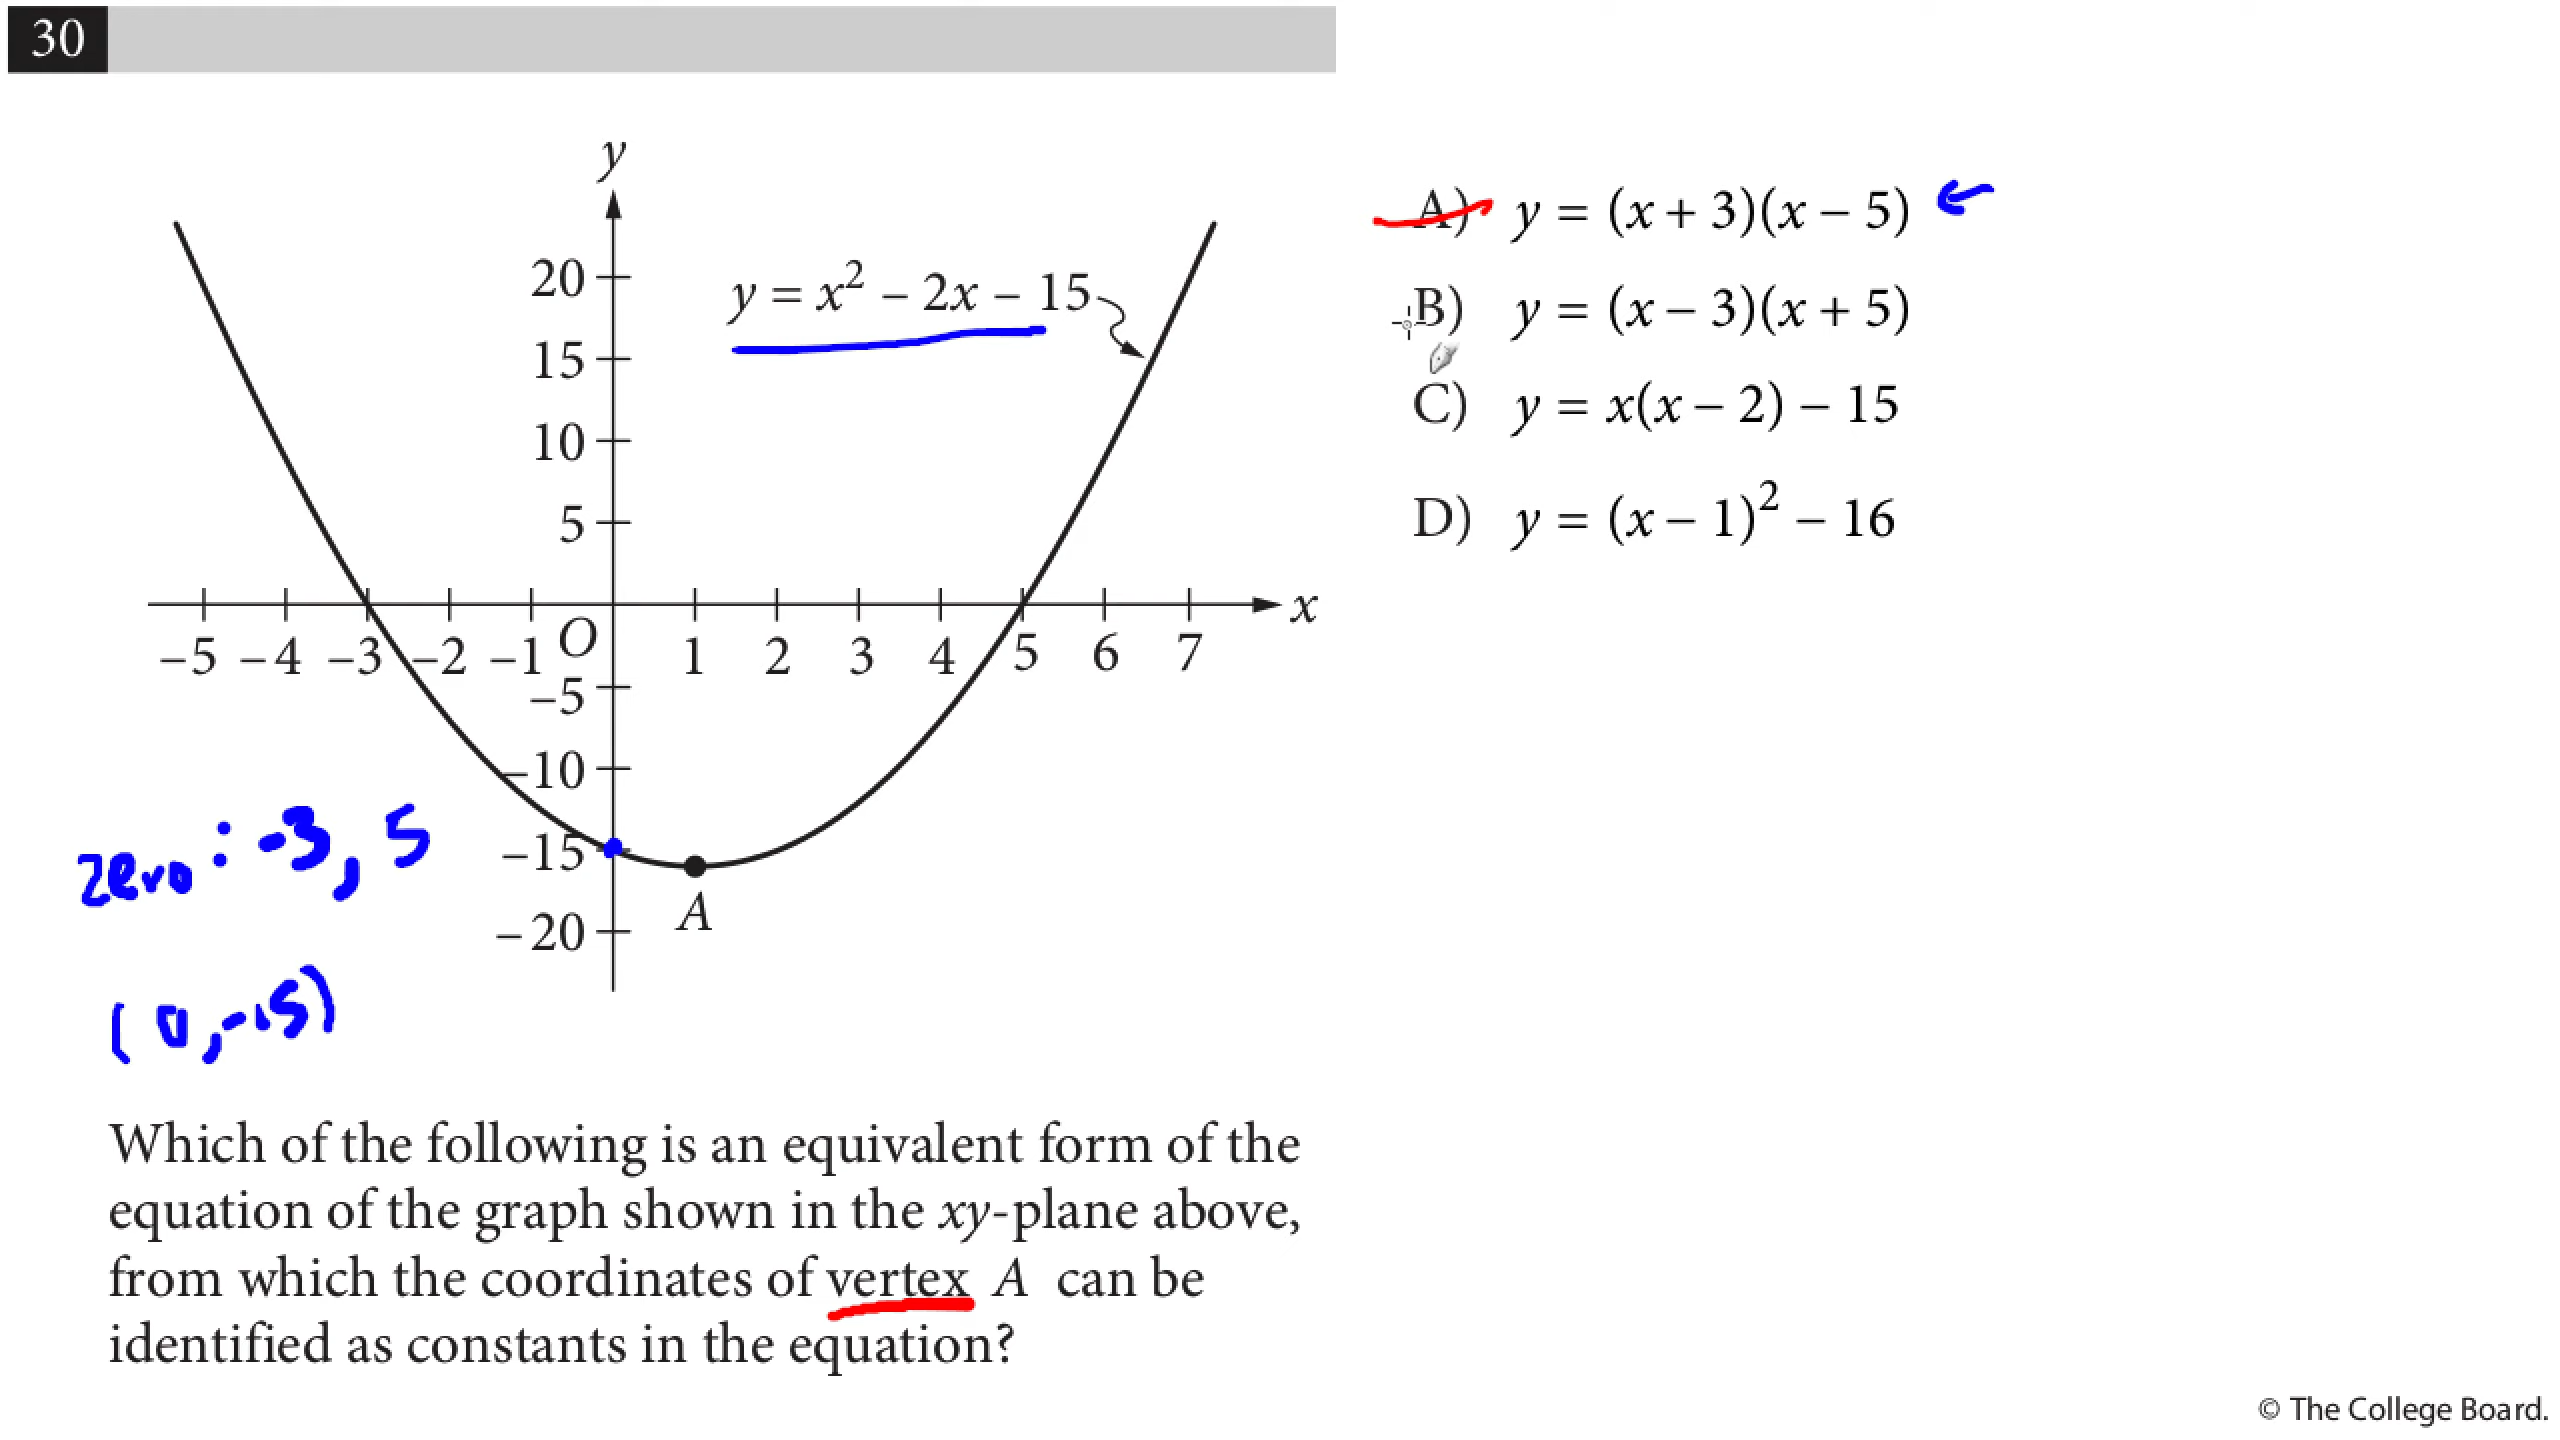 30
y
20
15
10
5
y = x² – 2x – 15
x
–5 –4 –3 –2 –1 O 1 2 3 4 5 6 7
–5
–10
–15
–20
A
zero: -3, 5
(0,-15)
Which of the following is an equivalent form of the
equation of the graph shown in the xy-plane above,
from which the coordinates of vertex A can be
identified as constants in the equation?
A) y = (x + 3)(x – 5)
B) y = (x – 3)(x + 5)
C) y = x(x – 2) – 15
D) y = (x – 1)² – 16
© The College Board.